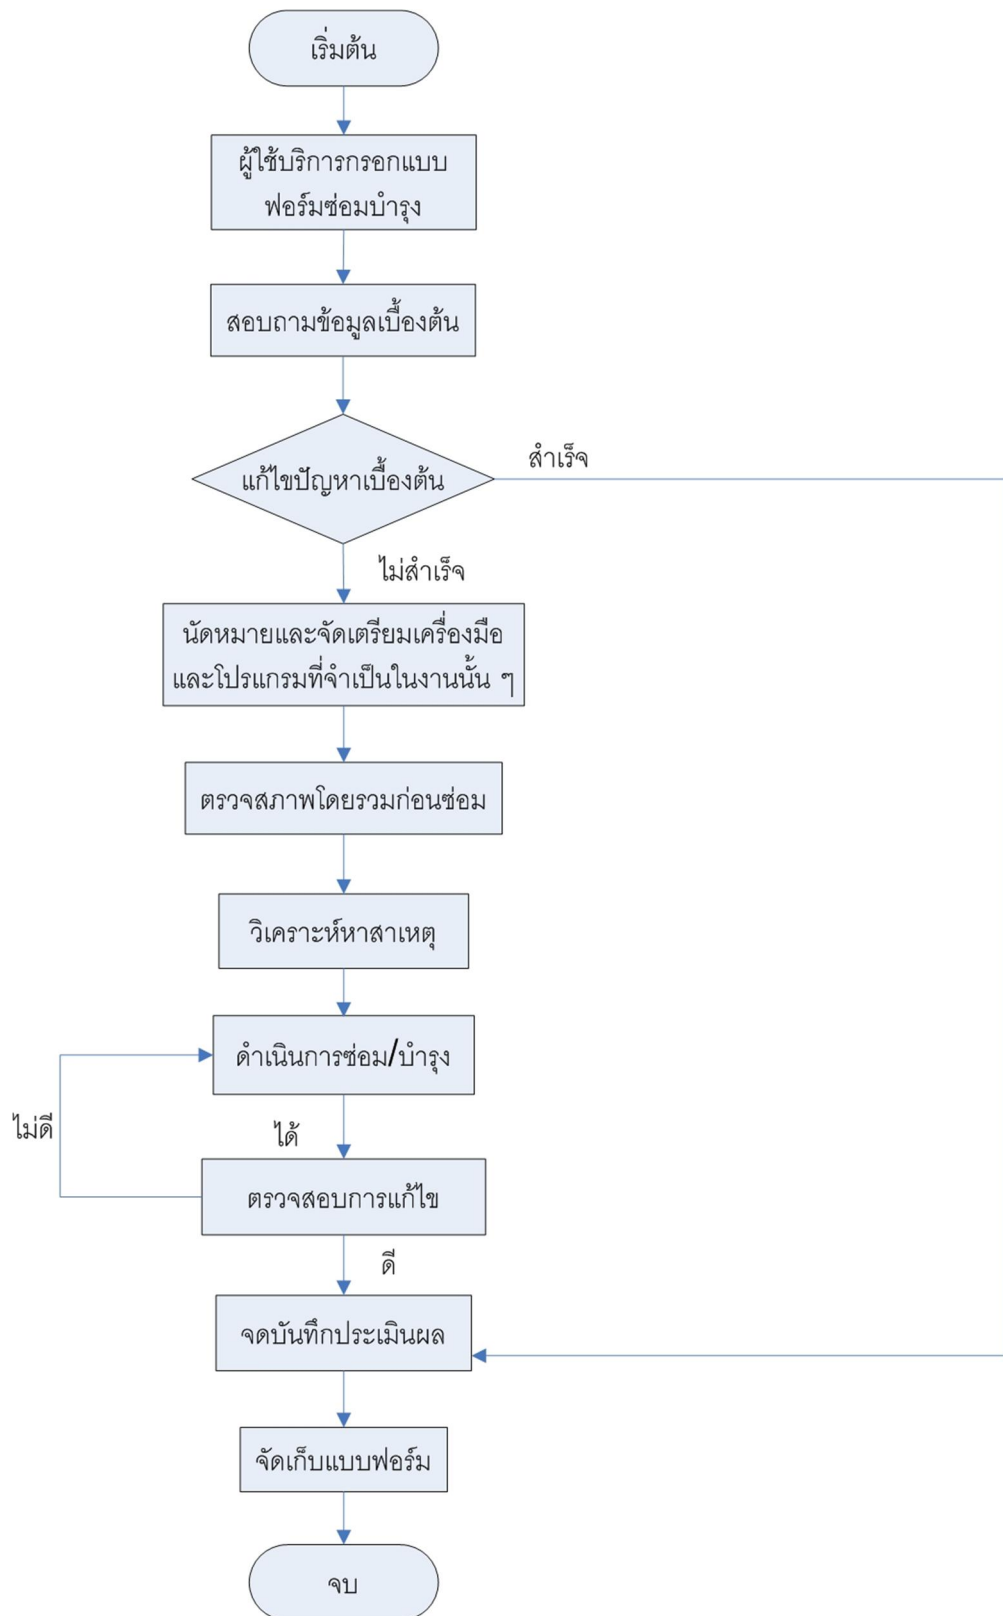 เริ่มต้น
ผู้ใช้บริการกรอกแบบ
ฟอร์มซ่อมบำรุง
สอบถามข้อมูลเบื้องต้น
แก้ไขปัญหาเบื้องต้น
สำเร็จ
ไม่สำเร็จ
นัดหมายและจัดเตรียมเครื่องมือ
และโปรแกรมที่จำเป็นในงานนั้น ๆ
ตรวจสภาพโดยรวมก่อนซ่อม
วิเคราะห์หาสาเหตุ
ดำเนินการซ่อม/บำรุง
ไม่ดี
ได้
ตรวจสอบการแก้ไข
ดี
จดบันทึกประเมินผล
จัดเก็บแบบฟอร์ม
จบ